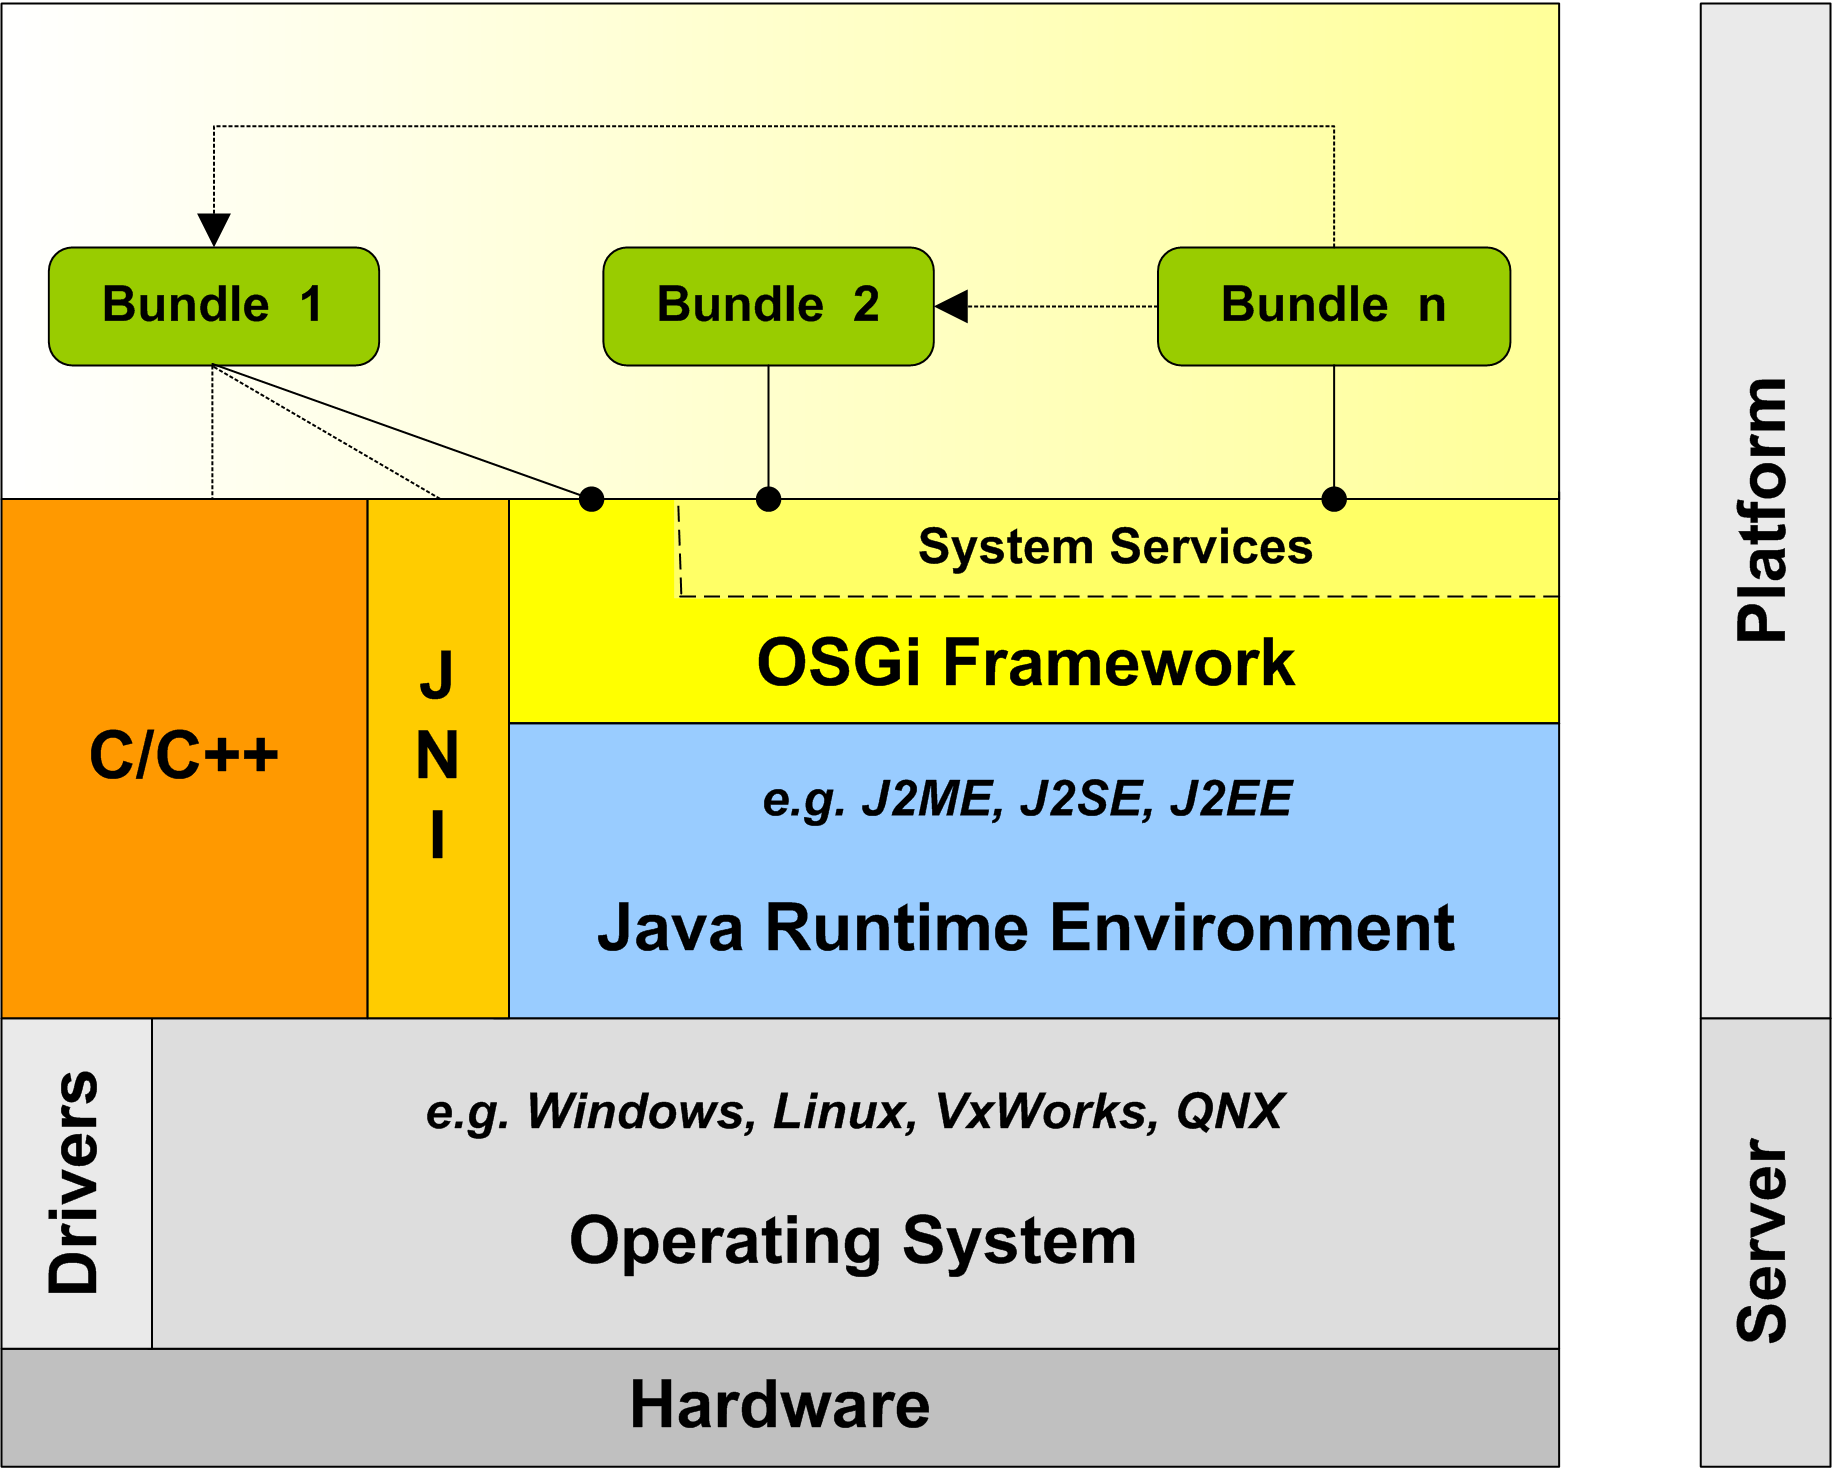 Bundle 1
Bundle 2
Bundle n
System Services
OSGi Framework
C/C++
J
N
I
e.g. J2ME, J2SE, J2EE
Java Runtime Environment
Drivers
e.g. Windows, Linux, VxWorks, QNX
Operating System
Hardware
Platform
Server